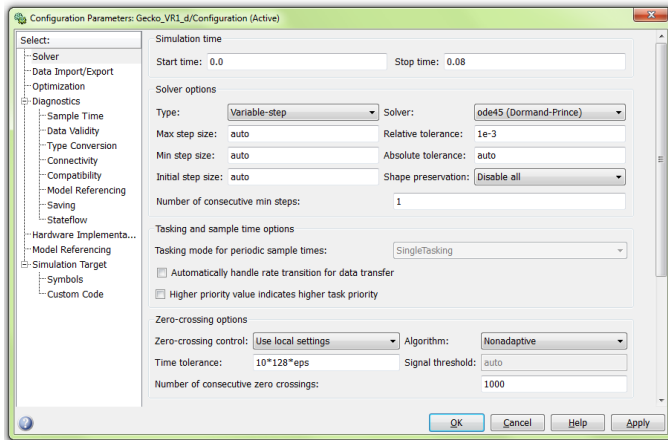 Configuration Parameters: Gecko_VR1_d/Configuration (Active)
Select:
Solver
Data Import/Export
Optimization
Diagnostics
Sample Time
Data Validity
Type Conversion
Connectivity
Compatibility
Model Referencing
Saving
Stateflow
Hardware Implementa...
Model Referencing
Simulation Target
Symbols
Custom Code
Simulation time
Start time: 0.0 Stop time: 0.08
Solver options
Type: Variable-step Solver: ode45 (Dormand-Prince)
Max step size: auto Relative tolerance: 1e-3
Min step size: auto Absolute tolerance: auto
Initial step size: auto Shape preservation: Disable all
Number of consecutive min steps: 1
Tasking and sample time options
Tasking mode for periodic sample times: SingleTasking
Automatically handle rate transition for data transfer
Higher priority value indicates higher task priority
Zero-crossing options
Zero-crossing control: Use local settings Algorithm: Nonadaptive
Time tolerance: 10*128*eps Signal threshold: auto
Number of consecutive zero crossings: 1000
OK Cancel Help Apply